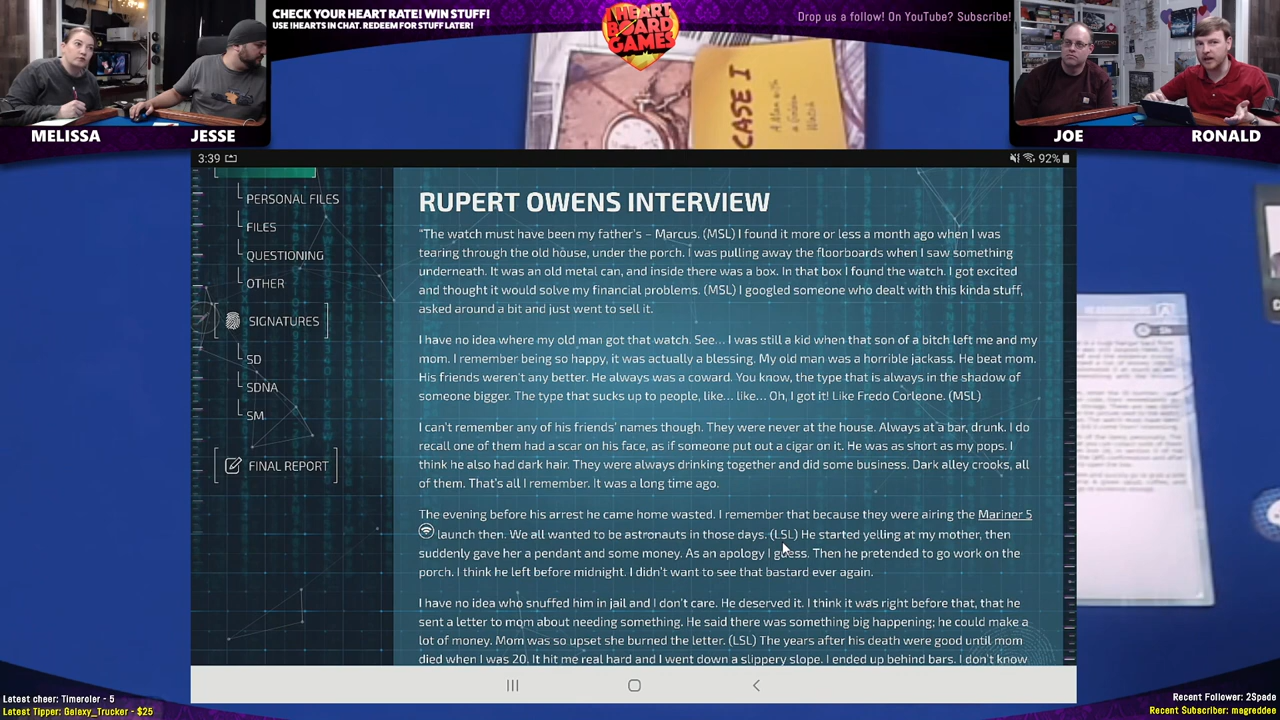 CHECK YOUR HEART RATE! WIN STUFF!
USE !HEARTS IN CHAT. REDEEM FOR STUFF LATER!
I HEART
BOARD
GAMES
Drop us a follow! On YouTube? Subscribe!
CASE I
A Man with
a Golden
Watch
MELISSA
JESSE
JOE
RONALD
3:39
92%
PERSONAL FILES
FILES
QUESTIONING
OTHER
SIGNATURES
SD
SDNA
SM.
FINAL REPORT
RUPERT OWENS INTERVIEW
"The watch must have been my father's – Marcus. (MSL) I found it more or less a month ago when I was
tearing through the old house, under the porch. I was pulling away the floorboards when I saw something
underneath. It was an old metal can, and inside there was a box. In that box I found the watch. I got excited
and thought it would solve my financial problems. (MSL) I googled someone who dealt with this kinda stuff,
asked around a bit and just went to sell it.
I have no idea where my old man got that watch. See... I was still a kid when that son of a bitch left me and my
mom. I remember being so happy, it was actually a blessing. My old man was a horrible jackass. He beat mom.
His friends weren't any better. He always was a coward. You know, the type that is always in the shadow of
someone bigger. The type that sucks up to people, like... like... Oh, I got it! Like Fredo Corleone. (MSL)
I can't remember any of his friends' names though. They were never at the house. Always at a bar, drunk. I do
recall one of them had a scar on his face, as if someone put out a cigar on it. He was as short as my pops. I
think he also had dark hair. They were always drinking together and did some business. Dark alley crooks, all
of them. That's all I remember. It was a long time ago.
The evening before his arrest he came home wasted. I remember that because they were airing the Mariner 5
launch then. We all wanted to be astronauts in those days. (LSL) He started yelling at my mother, then
suddenly gave her a pendant and some money. As an apology I guess. Then he pretended to go work on the
porch. I think he left before midnight. I didn't want to see that bastard ever again.
I have no idea who snuffed him in jail and I don't care. He deserved it. I think it was right before that, that he
sent a letter to mom about needing something. He said there was something big happening; he could make a
lot of money. Mom was so upset she burned the letter. (LSL) The years after his death were good until mom
died when I was 20. It hit me real hard and I went down a slippery slope. I ended up behind bars. I don't know
Latest cheer: Timeroler - 5
Latest Tipper: Galaxy_Trucker - $25
Recent Follower: 2Spade
Recent Subscriber: magreddee